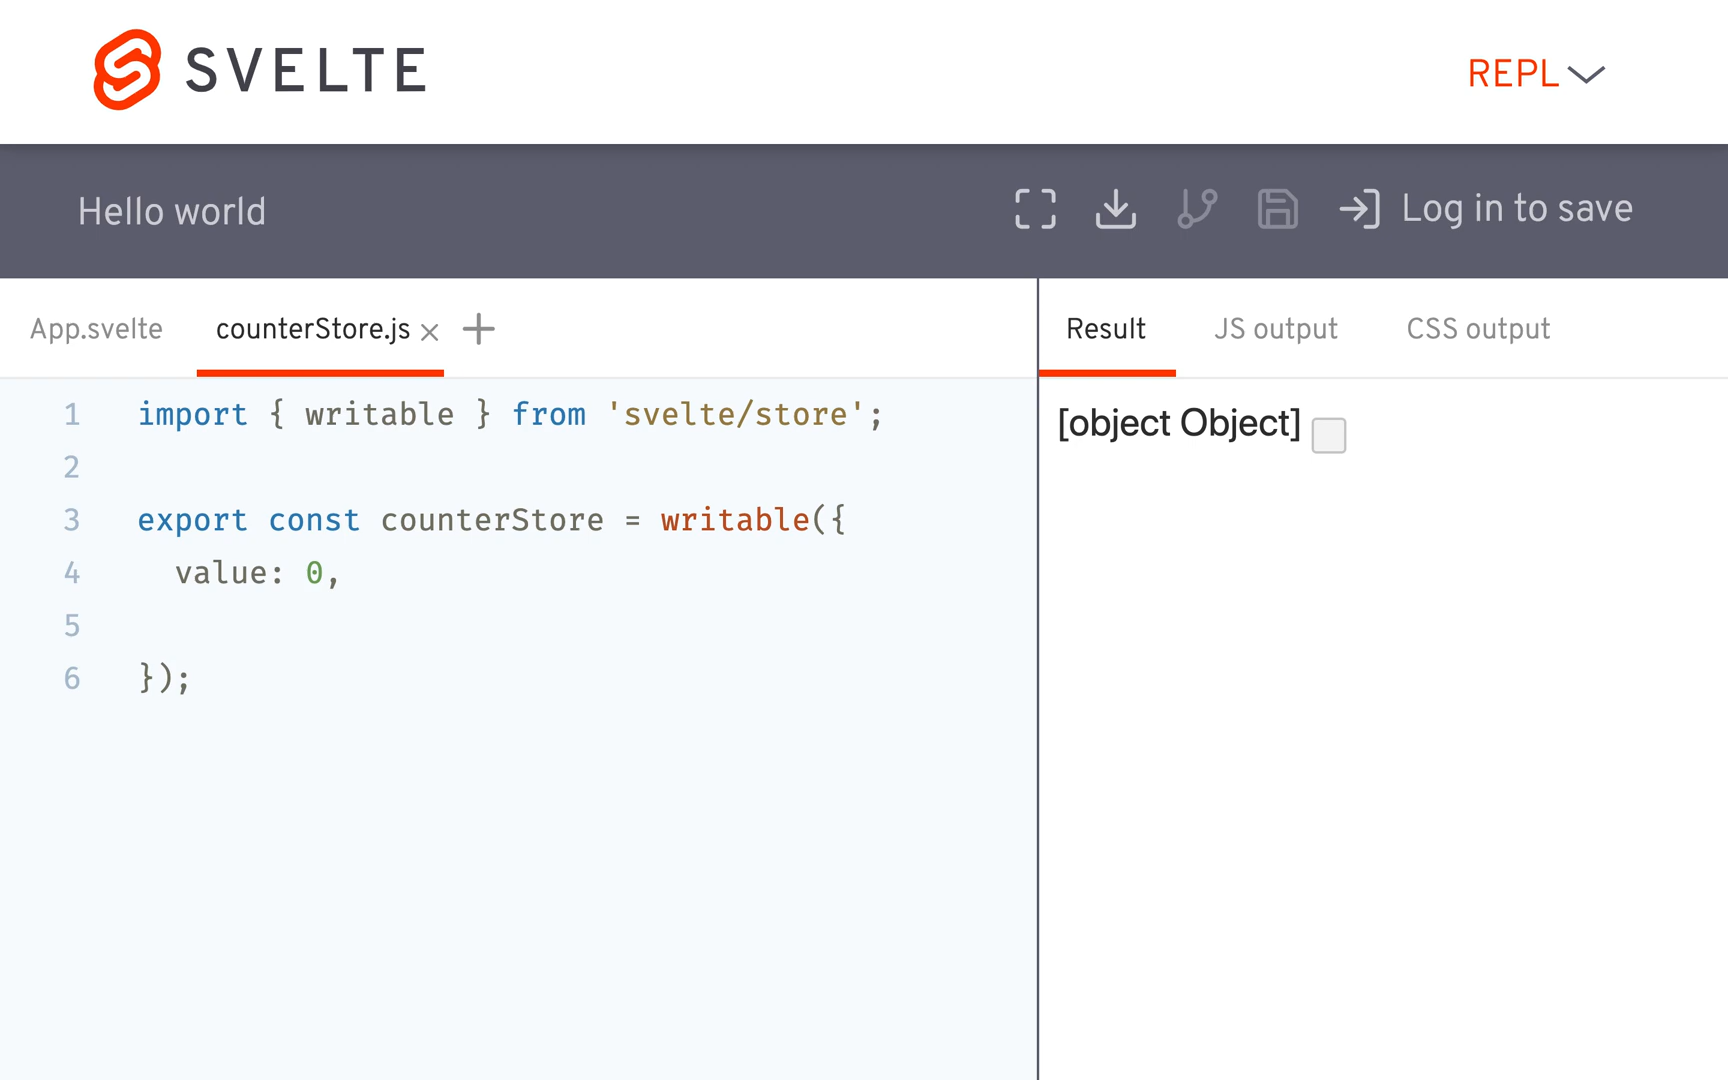 SVELTE
REPL
Hello world
Log in to save
App.svelte counterStore.js
Result JS output CSS output
1 import { writable } from 'svelte/store';
2
3 export const counterStore = writable({
4 value: 0,
5
6 });
[object Object]